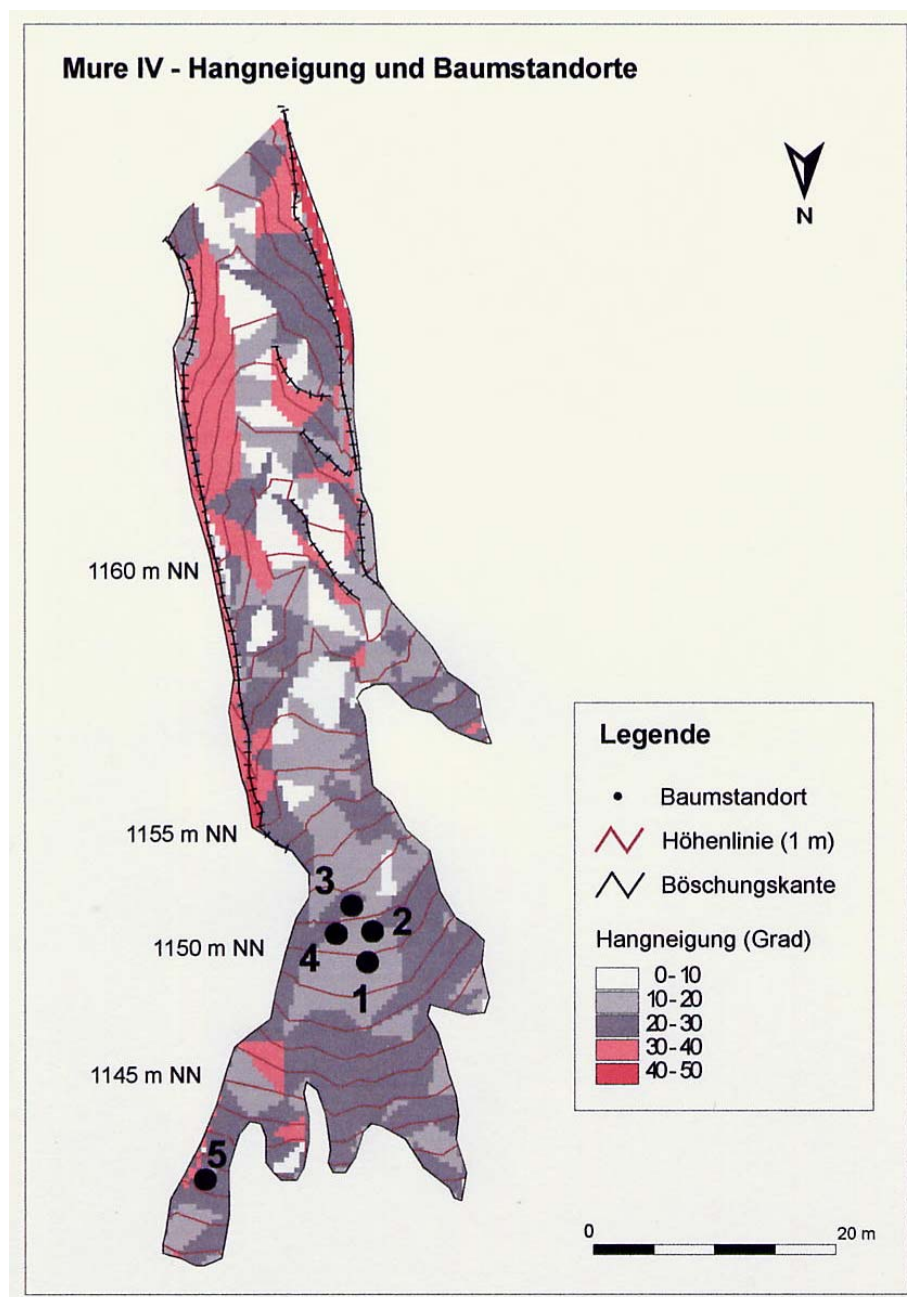 Mure IV - Hangneigung und Baumstandorte
N
1160 m NN
1155 m NN
1150 m NN
1145 m NN
1
3
2
4
1
5
Legende
Baumstandort
Höhenlinie (1 m)
Böschungskante
Hangneigung (Grad)
0-10
10-20
20-30
30-40
40-50
0
20 m